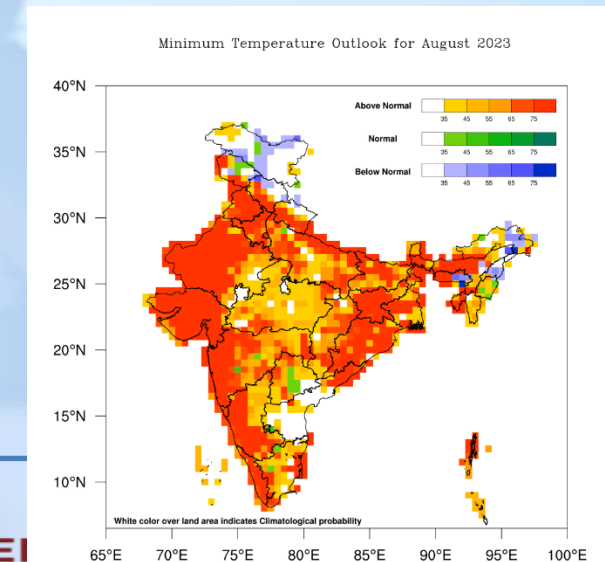 Minimum Temperature Outlook for August 2023
40°N
35°N
30°N
25°N
20°N
15°N
10°N
Above Normal
35 45 55 65 75
Normal
35 45 55 65 75
Below Normal
35 45 55 65 75
White color over land area indicates Climatological probability
65°E 70°E 75°E 80°E 85°E 90°E 95°E 100°E